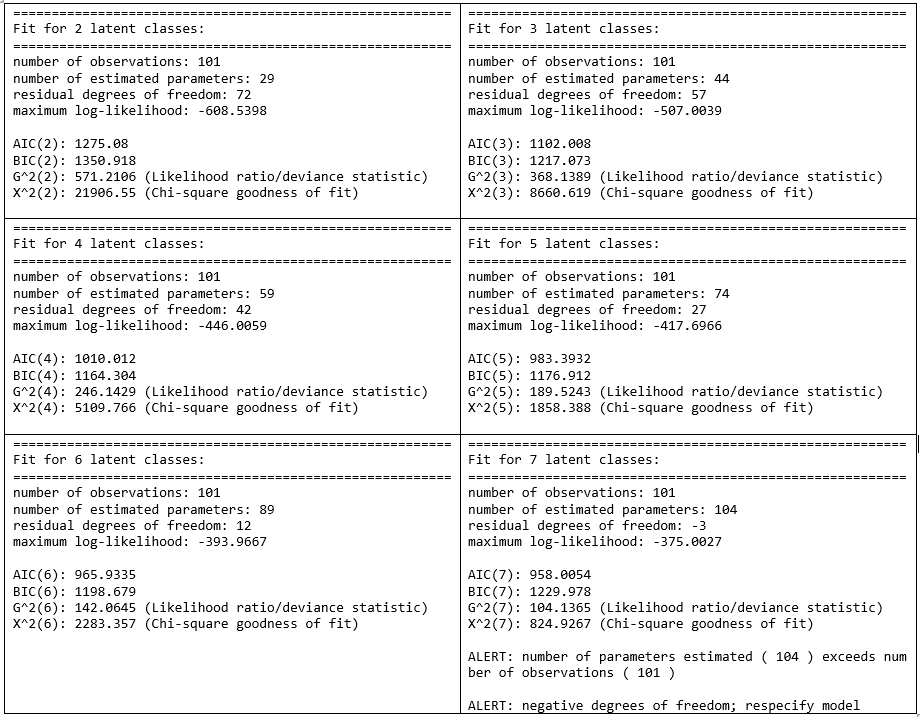 ==================================================
Fit for 2 latent classes:
==================================================
number of observations: 101
number of estimated parameters: 29
residual degrees of freedom: 72
maximum log-likelihood: -608.5398
AIC(2): 1275.08
BIC(2): 1350.918
G^2(2): 571.2106 (Likelihood ratio/deviance statistic)
X^2(2): 21906.55 (Chi-square goodness of fit)
==================================================
Fit for 3 latent classes:
==================================================
number of observations: 101
number of estimated parameters: 44
residual degrees of freedom: 57
maximum log-likelihood: -507.0039
AIC(3): 1102.008
BIC(3): 1217.073
G^2(3): 368.1389 (Likelihood ratio/deviance statistic)
X^2(3): 8660.619 (Chi-square goodness of fit)
==================================================
Fit for 4 latent classes:
==================================================
number of observations: 101
number of estimated parameters: 59
residual degrees of freedom: 42
maximum log-likelihood: -446.0059
AIC(4): 1010.012
BIC(4): 1164.304
G^2(4): 246.1429 (Likelihood ratio/deviance statistic)
X^2(4): 5109.766 (Chi-square goodness of fit)
==================================================
Fit for 5 latent classes:
==================================================
number of observations: 101
number of estimated parameters: 74
residual degrees of freedom: 27
maximum log-likelihood: -417.6966
AIC(5): 983.3932
BIC(5): 1176.912
G^2(5): 189.5243 (Likelihood ratio/deviance statistic)
X^2(5): 1858.388 (Chi-square goodness of fit)
==================================================
Fit for 6 latent classes:
==================================================
number of observations: 101
number of estimated parameters: 89
residual degrees of freedom: 12
maximum log-likelihood: -393.9667
AIC(6): 965.9335
BIC(6): 1198.679
G^2(6): 142.0645 (Likelihood ratio/deviance statistic)
X^2(6): 2283.357 (Chi-square goodness of fit)
==================================================
Fit for 7 latent classes:
==================================================
number of observations: 101
number of estimated parameters: 104
residual degrees of freedom: -3
maximum log-likelihood: -375.0027
AIC(7): 958.0054
BIC(7): 1229.978
G^2(7): 104.1365 (Likelihood ratio/deviance statistic)
X^2(7): 824.9267 (Chi-square goodness of fit)
ALERT: number of parameters estimated ( 104 ) exceeds num
ber of observations ( 101 )
ALERT: negative degrees of freedom; respecify model